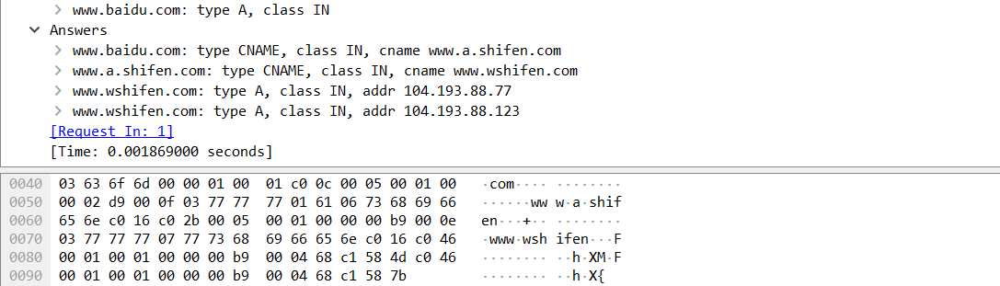 www.baidu.com: type A, class IN
Answers
www.baidu.com: type CNAME, class IN, cname www.a.shifen.com
www.a.shifen.com: type CNAME, class IN, cname www.wshifen.com
www.wshifen.com: type A, class IN, addr 104.193.88.77
www.wshifen.com: type A, class IN, addr 104.193.88.123
[Request In: 1]
[Time: 0.001869000 seconds]
0040 03 63 6f 6d 00 00 01 00 01 c0 0c 00 05 00 01 00 ·com···· ········
0050 00 02 d9 00 0f 03 77 77 77 01 61 06 73 68 69 66 ······ww w·a·shif
0060 65 6e c0 16 c0 2b 00 05 00 01 00 00 00 b9 00 0e en···+·· ········
0070 03 77 77 77 07 77 73 68 69 66 65 6e c0 16 c0 46 ·www·wsh ifen···F
0080 00 01 00 01 00 00 00 b9 00 04 68 c1 58 4d c0 46 ········ ··h·XM·F
0090 00 01 00 01 00 00 00 b9 00 04 68 c1 58 7b ········ ··h·X{